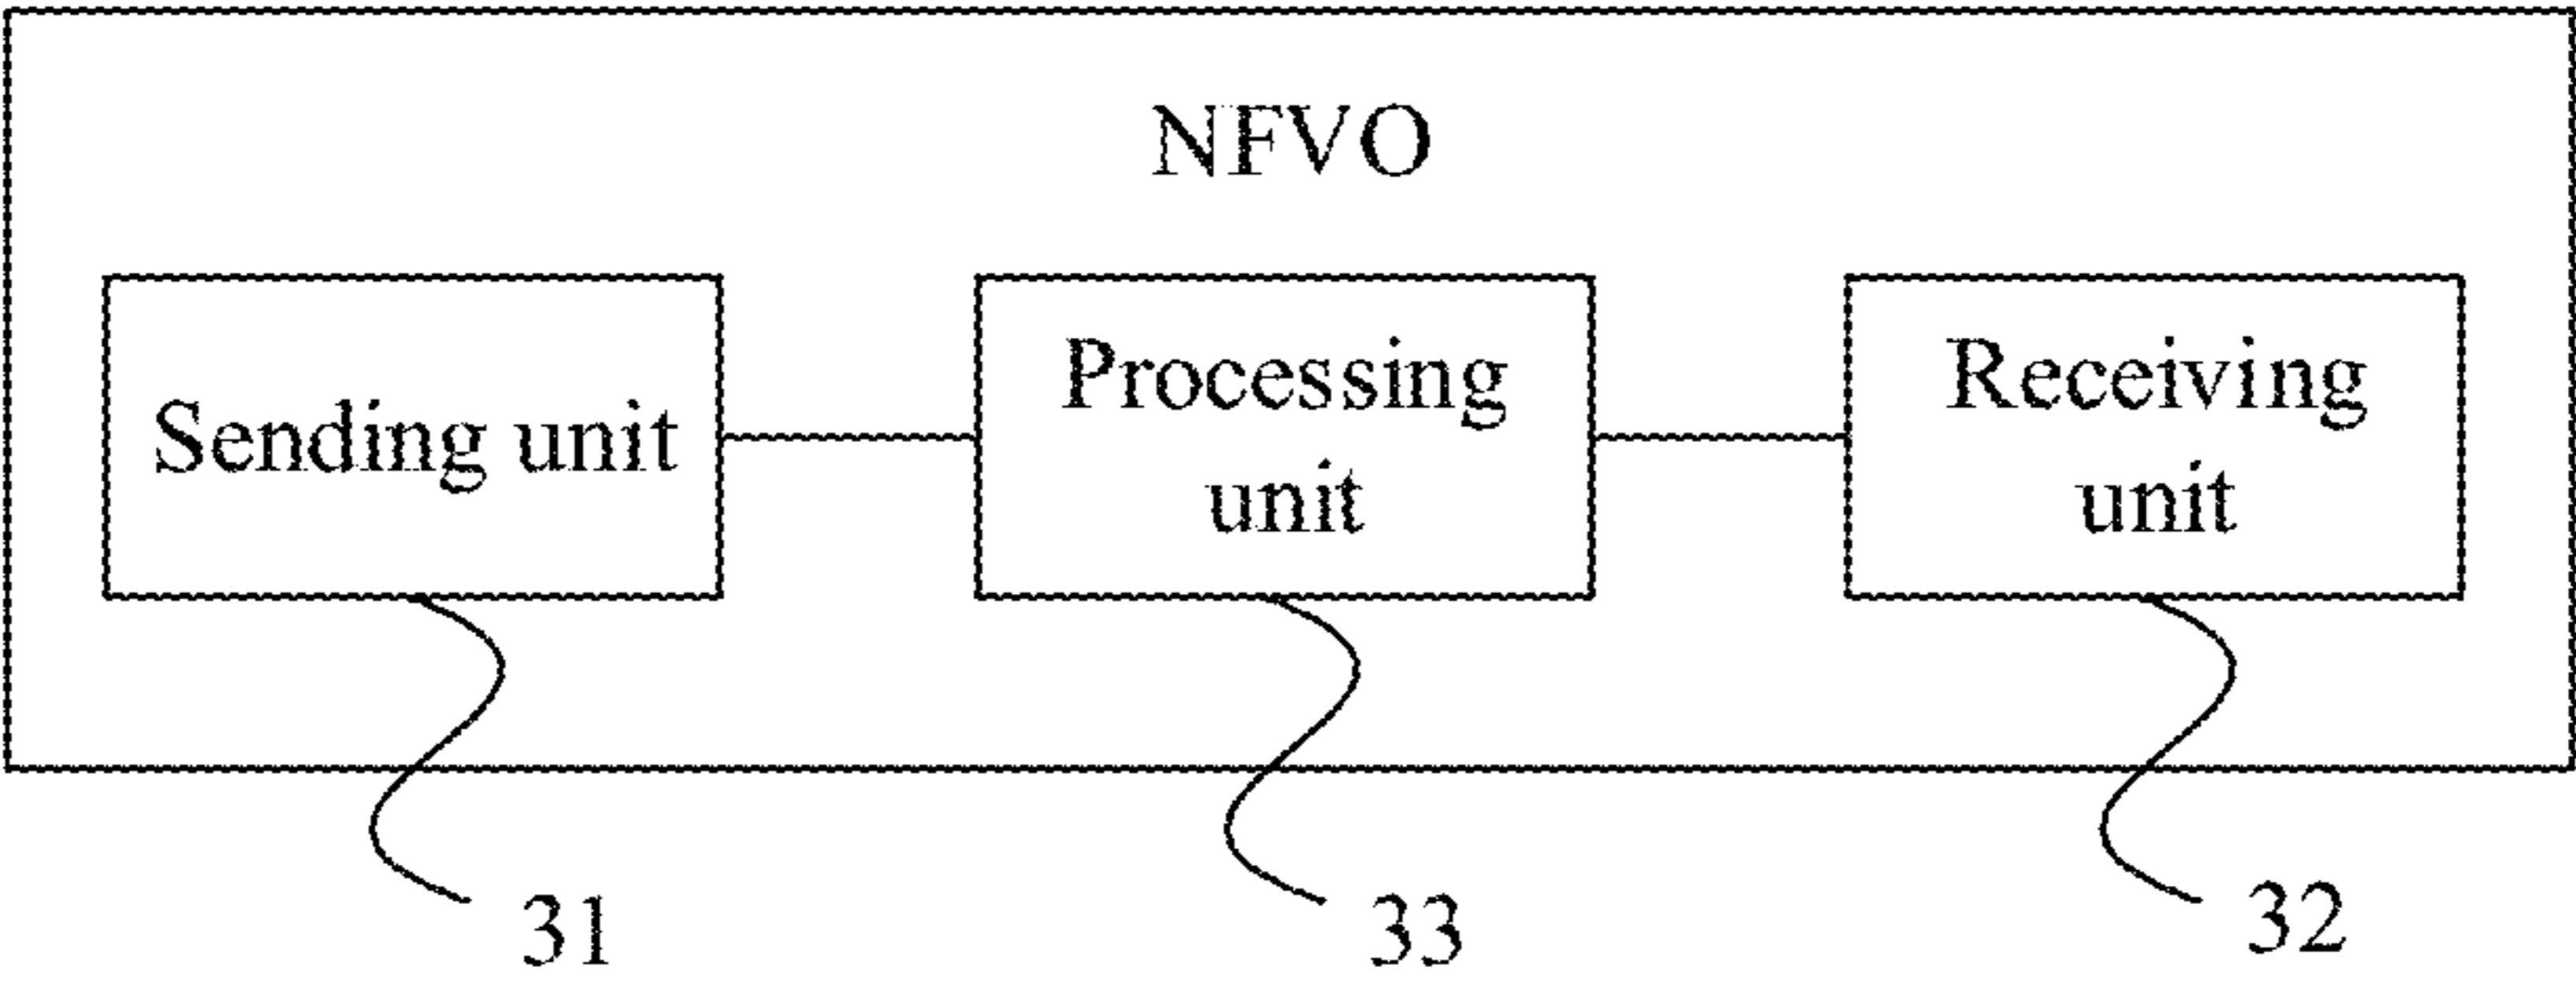 NFVO
Sending unit
Processing
unit
Receiving
unit
31
33
32